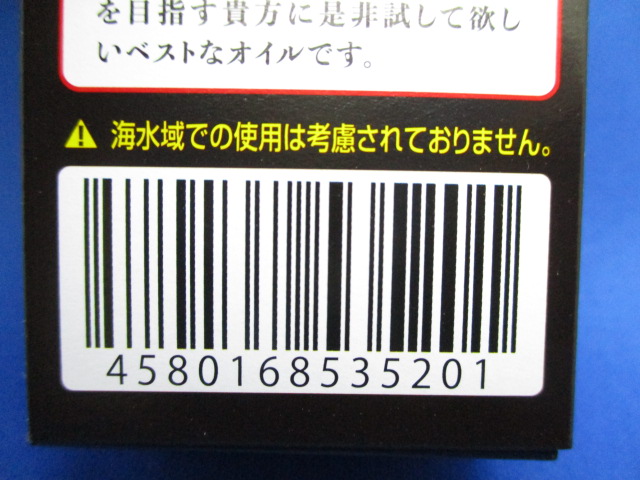 を目指す貴方に是非試して欲し
いベストなオイルです。
海水域での使用は考慮されておりません。
4580168535201